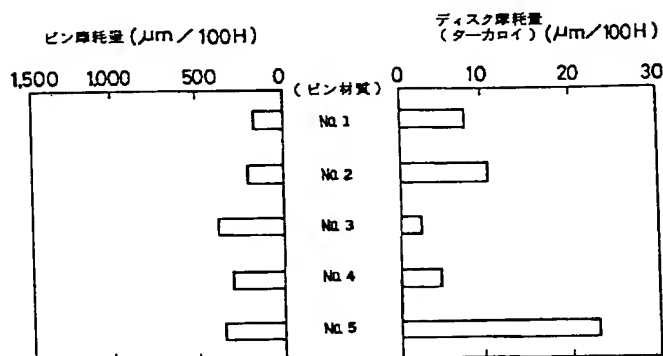 ピン摩耗量 (μm/100H)
ディスク摩耗量
(ターカロイ) (μm/100H)
1,500 1,000 500 0
(ピン材質)
0 10 20 30
No.1
No.2
No.3
No.4
No.5